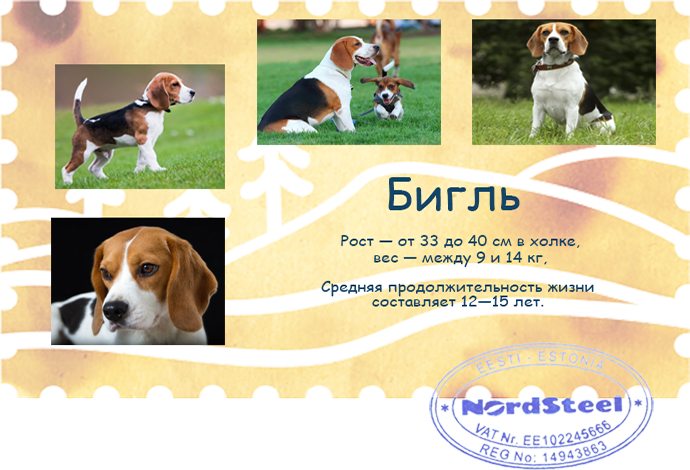 Бигль
Рост — от 33 до 40 см в холке,
вес — между 9 и 14 кг,
Средняя продолжительность жизни
составляет 12—15 лет.
EESTI - ESTONIA
* NordSteel *
VAT Nr. EE102245666
REG No: 14943863